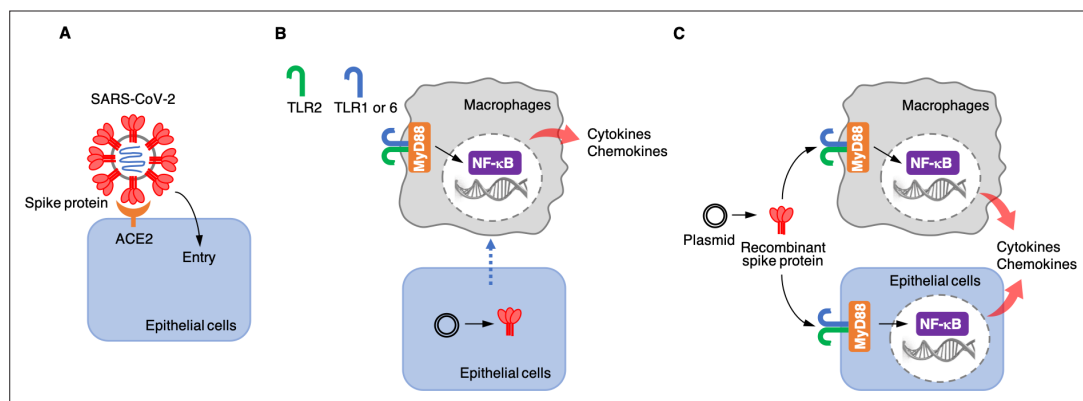 A
SARS-CoV-2
Spike protein
ACE2
Entry
Epithelial cells
B
TLR2
TLR1 or 6
Macrophages
MyD88
NF-κB
Cytokines
Chemokines
Epithelial cells
C
Macrophages
MyD88
NF-κB
Plasmid
Recombinant
spike protein
Cytokines
Chemokines
Epithelial cells
MyD88
NF-κB